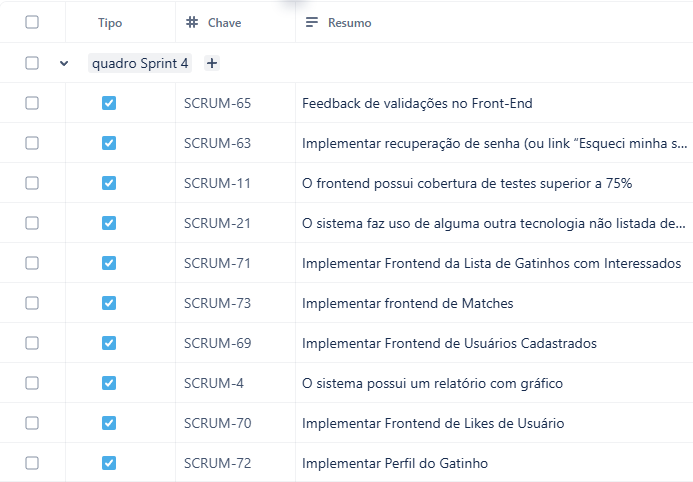 Tipo # Chave Resumo
quadro Sprint 4 +
SCRUM-65 Feedback de validações no Front-End
SCRUM-63 Implementar recuperação de senha (ou link “Esqueci minha s...
SCRUM-11 O frontend possui cobertura de testes superior a 75%
SCRUM-21 O sistema faz uso de alguma outra tecnologia não listada de...
SCRUM-71 Implementar Frontend da Lista de Gatinhos com Interessados
SCRUM-73 Implementar frontend de Matches
SCRUM-69 Implementar Frontend de Usuários Cadastrados
SCRUM-4 O sistema possui um relatório com gráfico
SCRUM-70 Implementar Frontend de Likes de Usuário
SCRUM-72 Implementar Perfil do Gatinho